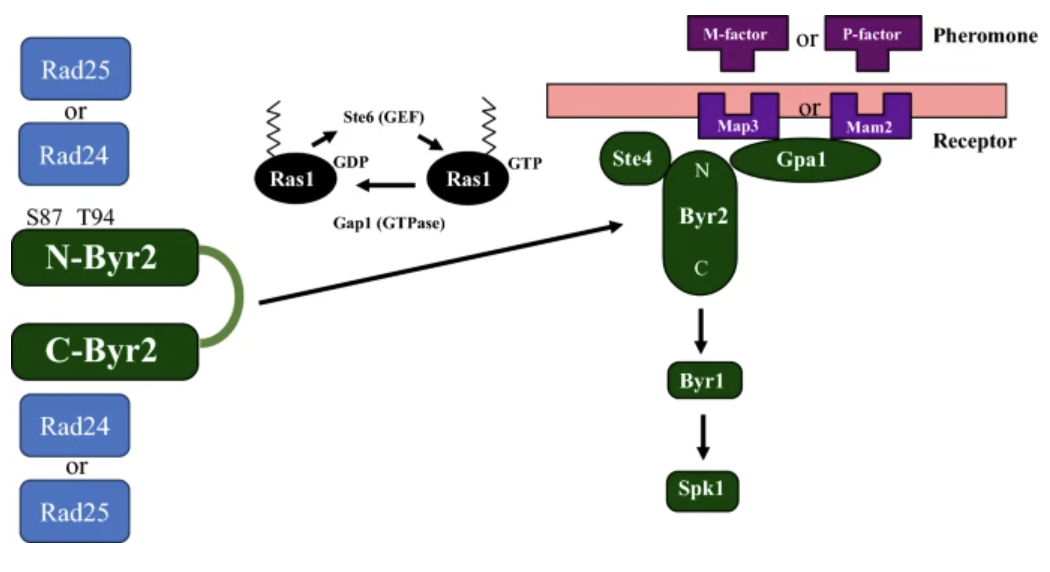 Rad25
or
Rad24
S87 T94
N-Byr2
C-Byr2
Rad24
or
Rad25
Ste6 (GEF)
Ras1
GDP
Ras1
GTP
Gap1 (GTPase)
M-factor or P-factor Pheromone
Map3 or Mam2
Receptor
Ste4
Gpa1
N
Byr2
C
Byr1
Spk1